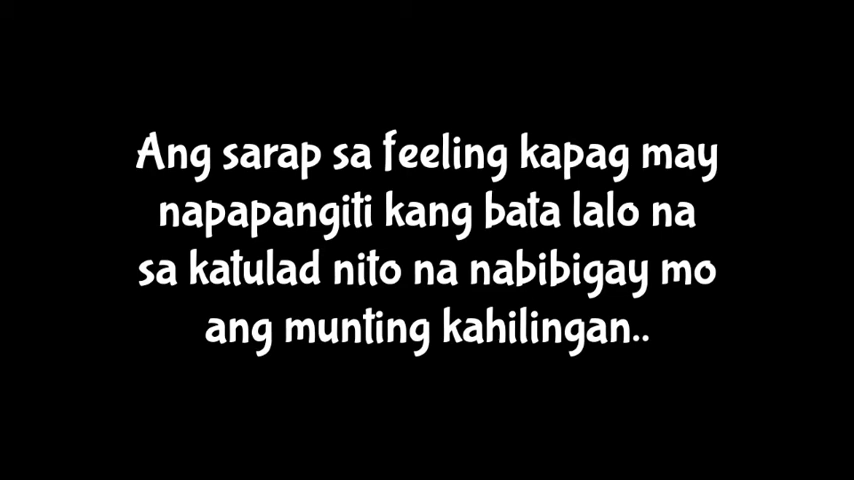 Ang sarap sa feeling kapag may
napapangiti kang bata lalo na
sa katulad nito na nabibigay mo
ang munting kahilingan..